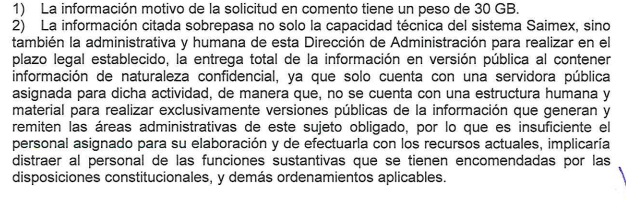 1) La información motivo de la solicitud en comento tiene un peso de 30 GB.
2) La información citada sobrepasa no solo la capacidad técnica del sistema Saimex, sino
también la administrativa y humana de esta Dirección de Administración para realizar en el
plazo legal establecido, la entrega total de la información en versión pública al contener
información de naturaleza confidencial, ya que solo cuenta con una servidora pública
asignada para dicha actividad, de manera que, no se cuenta con una estructura humana y
material para realizar exclusivamente versiones públicas de la información que generan y
remiten las áreas administrativas de este sujeto obligado, por lo que es insuficiente el
personal asignado para su elaboración y de efectuarla con los recursos actuales, implicaría
distraer al personal de las funciones sustantivas que se tienen encomendadas por las
disposiciones constitucionales, y demás ordenamientos aplicables.